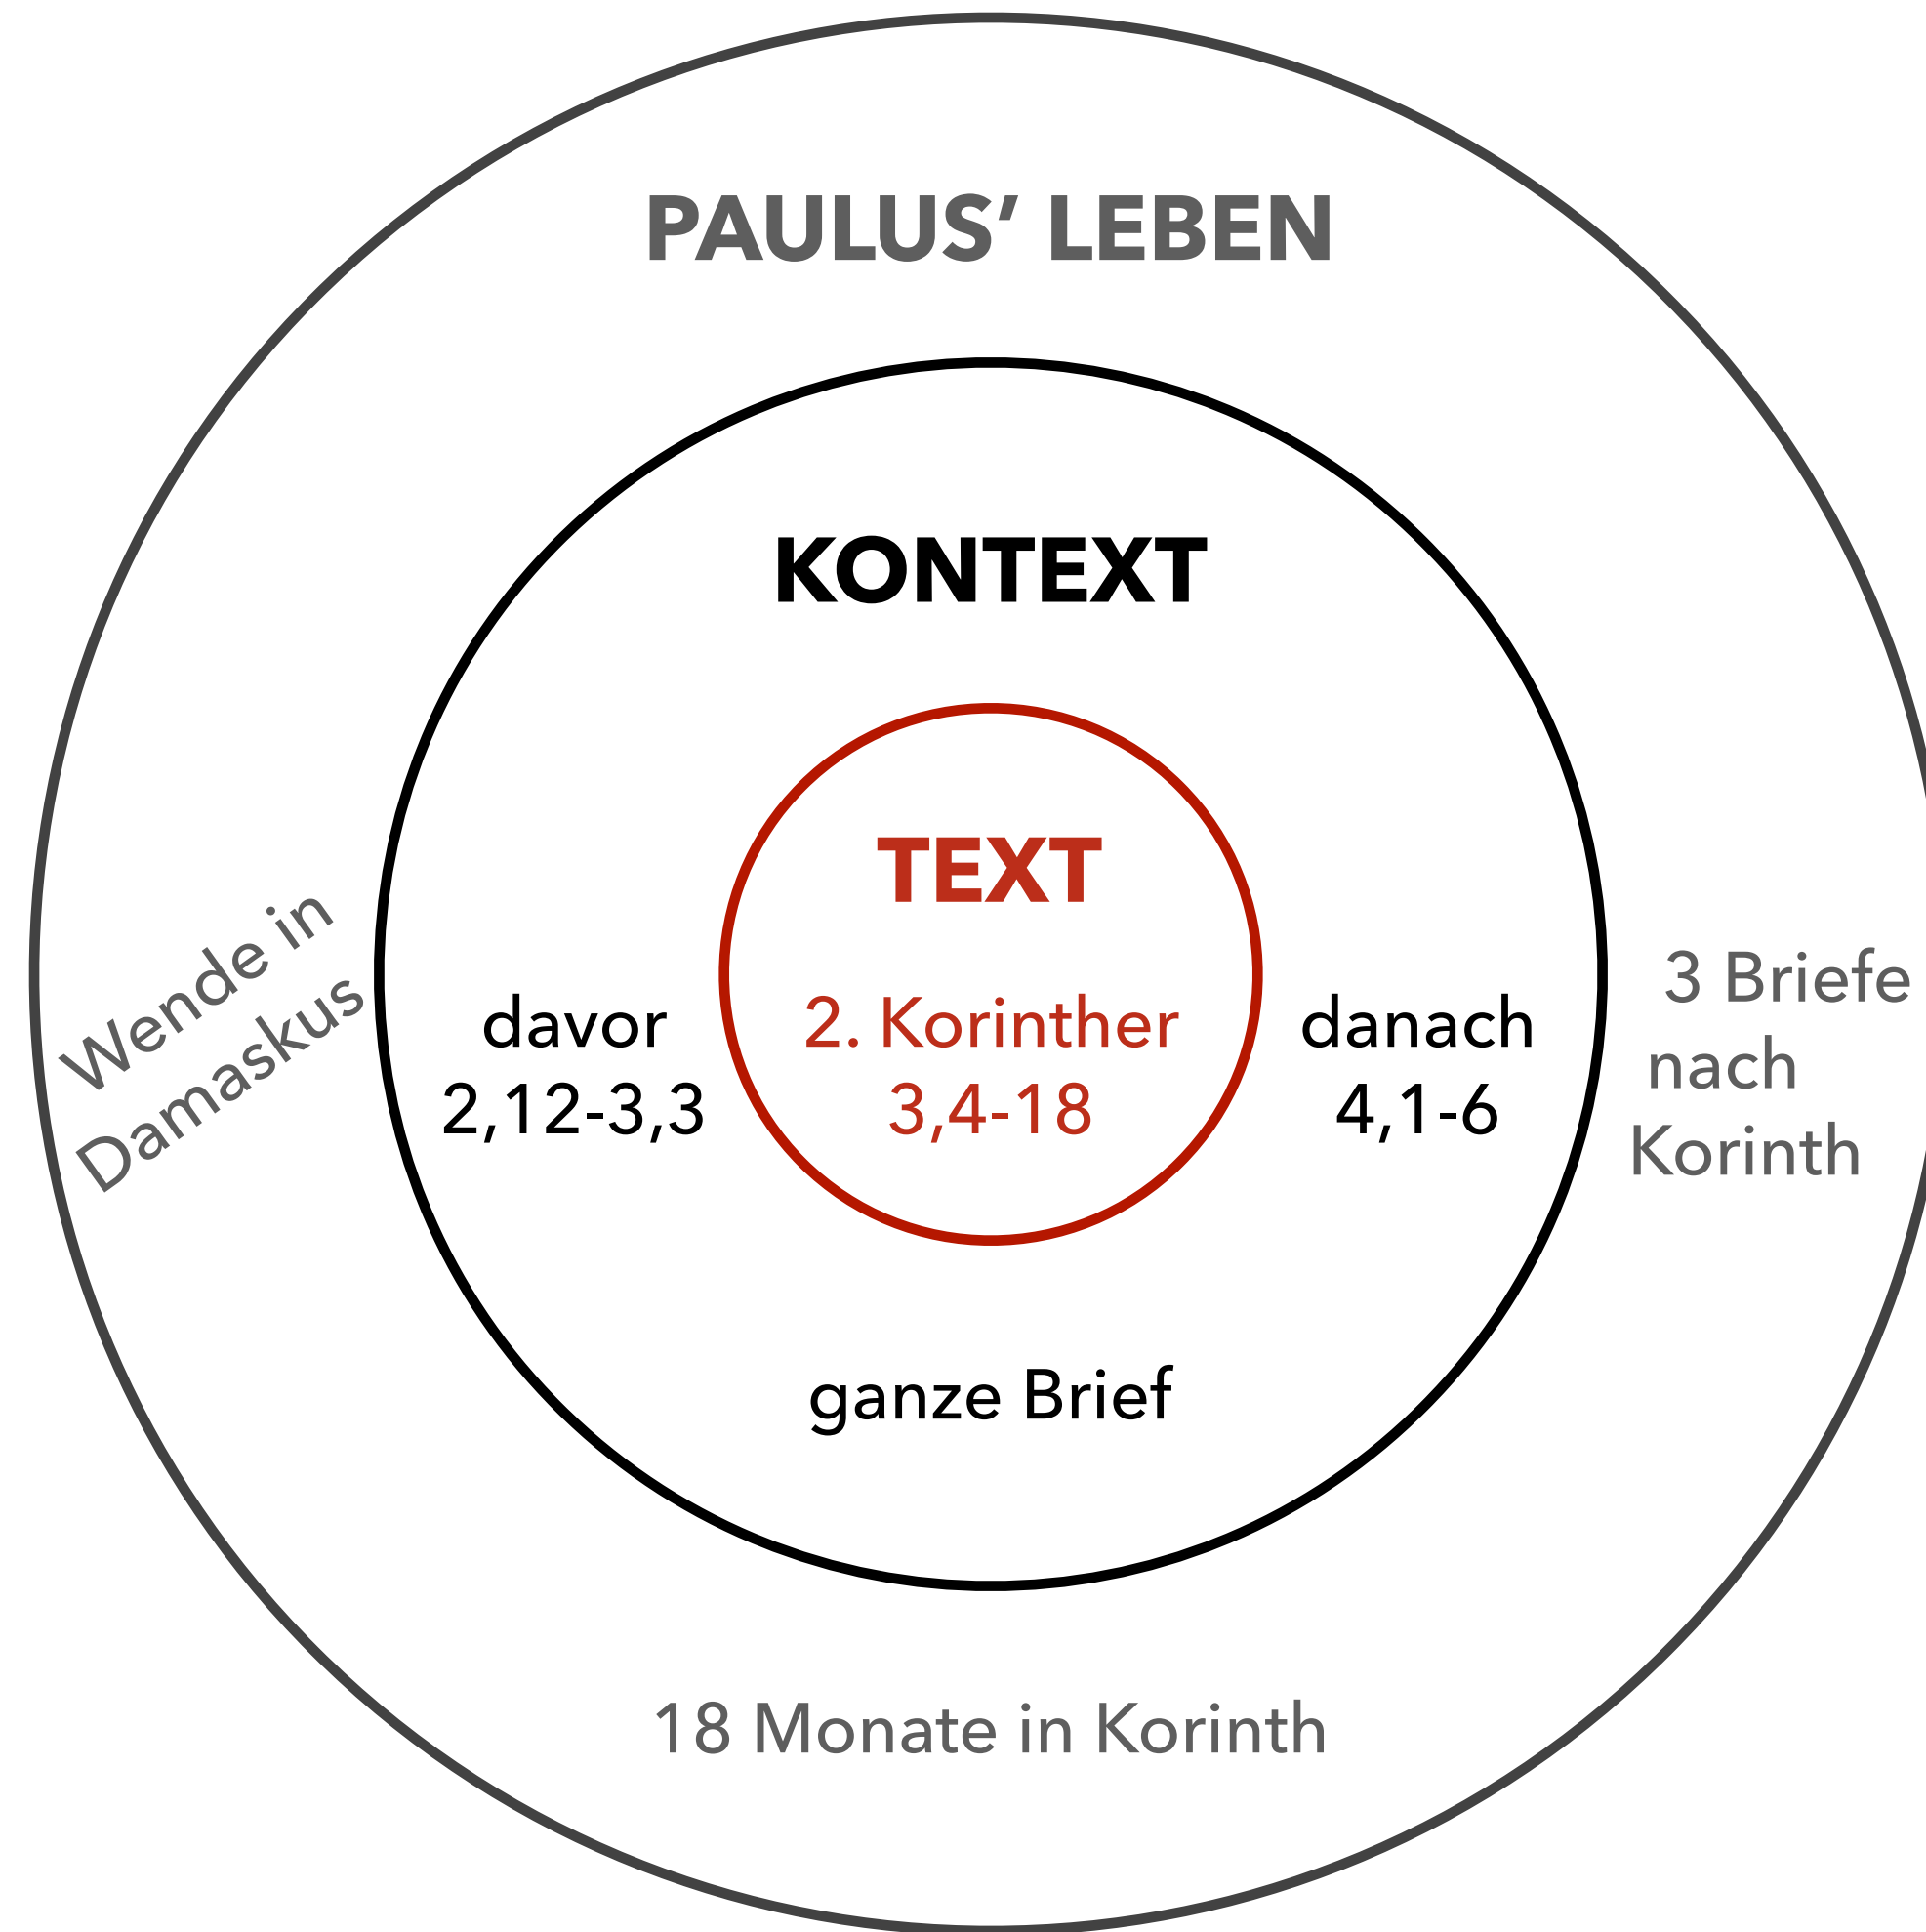 PAULUS’ LEBEN
KONTEXT
TEXT
Wende in
Damaskus
davor
2,12-3,3
2. Korinther
3,4-18
danach
4,1-6
3 Briefe
nach
Korinth
ganze Brief
18 Monate in Korinth